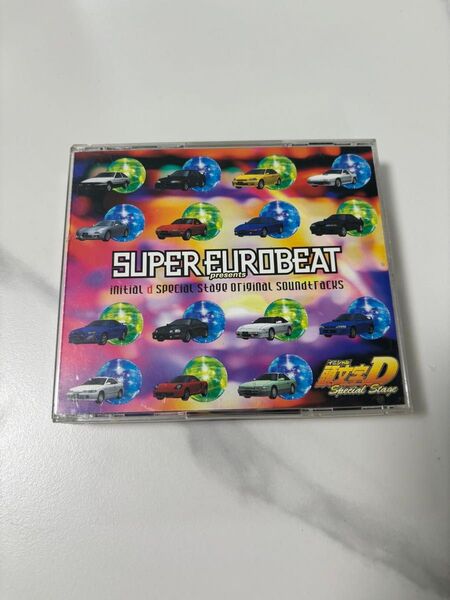 SUPER EUROBEAT
presents
initial d special stage original soundtracks
イニシャル
頭文字D
Special Stage